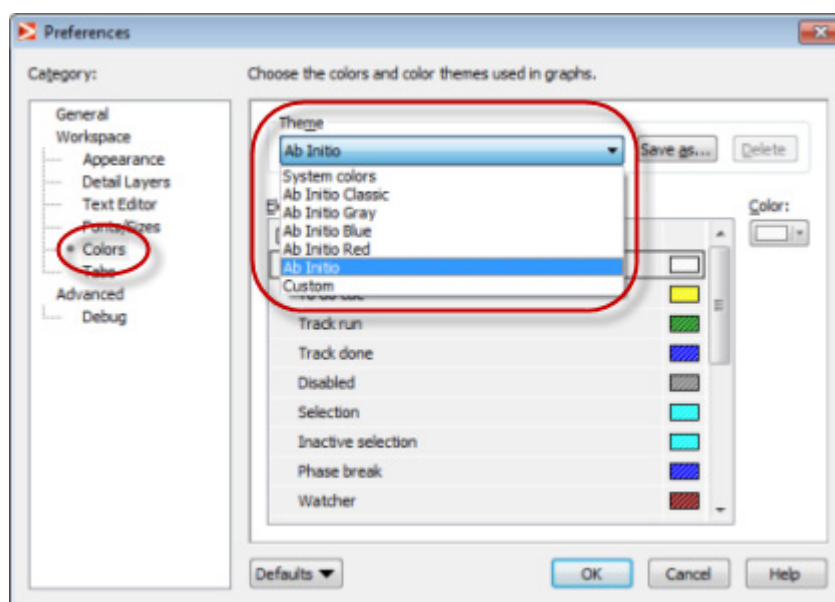 Preferences
Category:
Choose the colors and color themes used in graphs.
General
Workspace
Appearance
Detail Layers
Text Editor
Fonts/Sizes
Colors
Tabs
Advanced
Debug
Theme
Ab Initio
Save as...
Delete
System colors
Ab Initio Classic
Ab Initio Gray
Ab Initio Blue
Ab Initio Red
Ab Initio
Custom
Color:
Track run
Track done
Disabled
Selection
Inactive selection
Phase break
Watcher
Defaults
OK
Cancel
Help